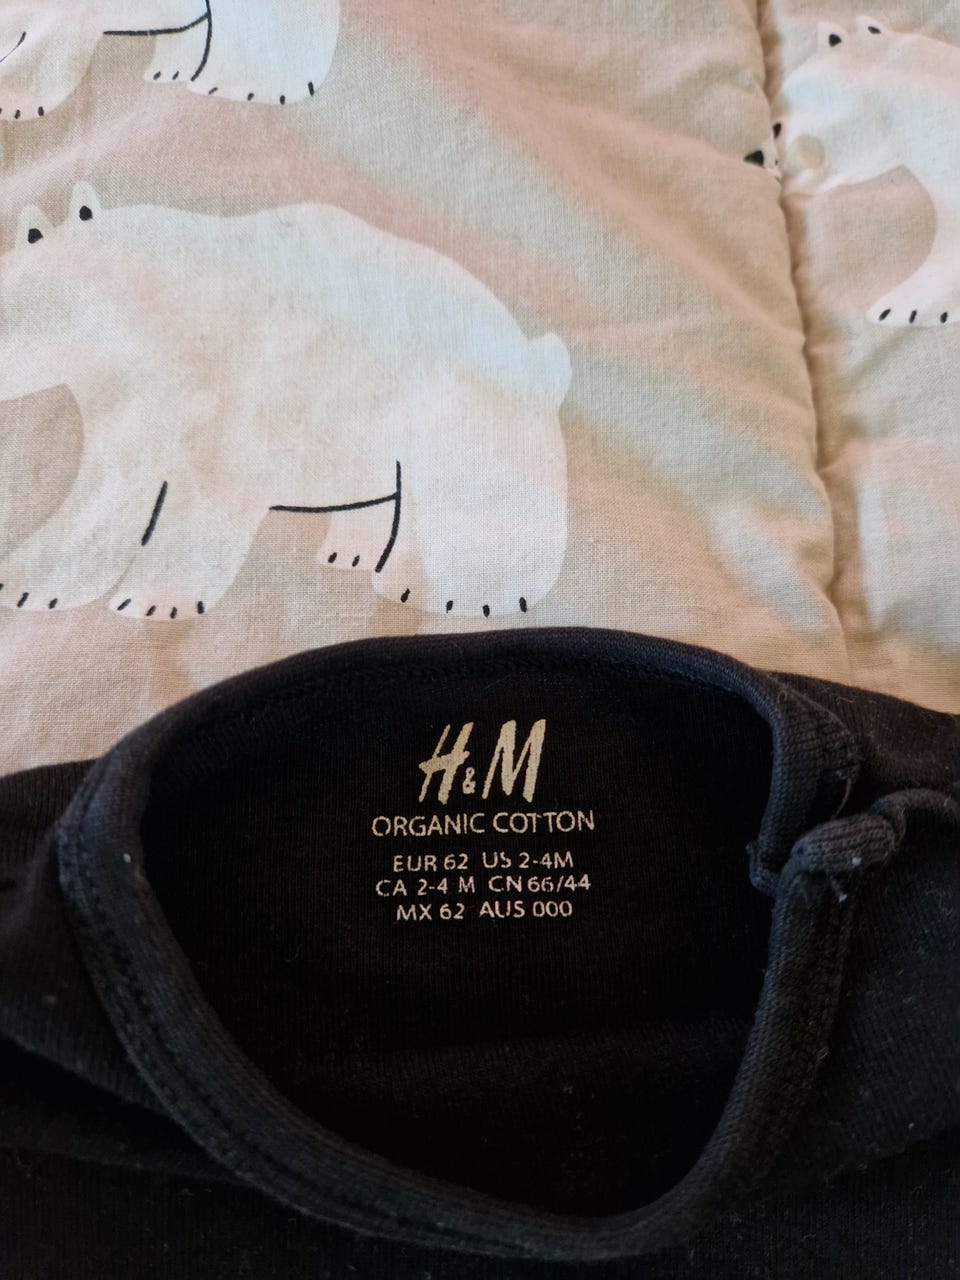 H&M
ORGANIC COTTON
EUR 62 US 2-4M
CA 2-4 M CN 66/44
MX 62 AUS 000